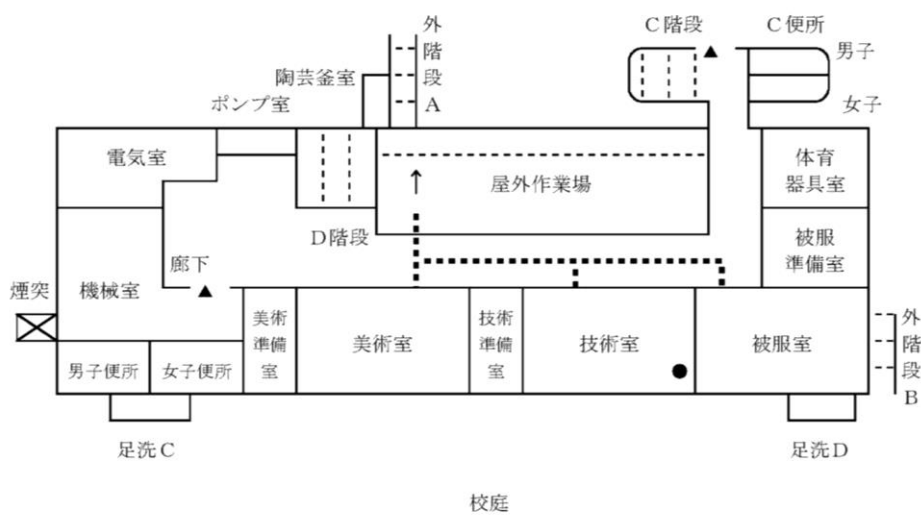 外階段A
C階段
C便所
男子
女子
陶芸釜室
ポンプ室
電気室
屋外作業場
体育
器具室
D階段
被服
準備室
廊下
煙突
機械室
美術
準備
室
美術室
技術
準備
室
技術室
被服室
外階段B
男子便所
女子便所
足洗C
足洗D
校庭